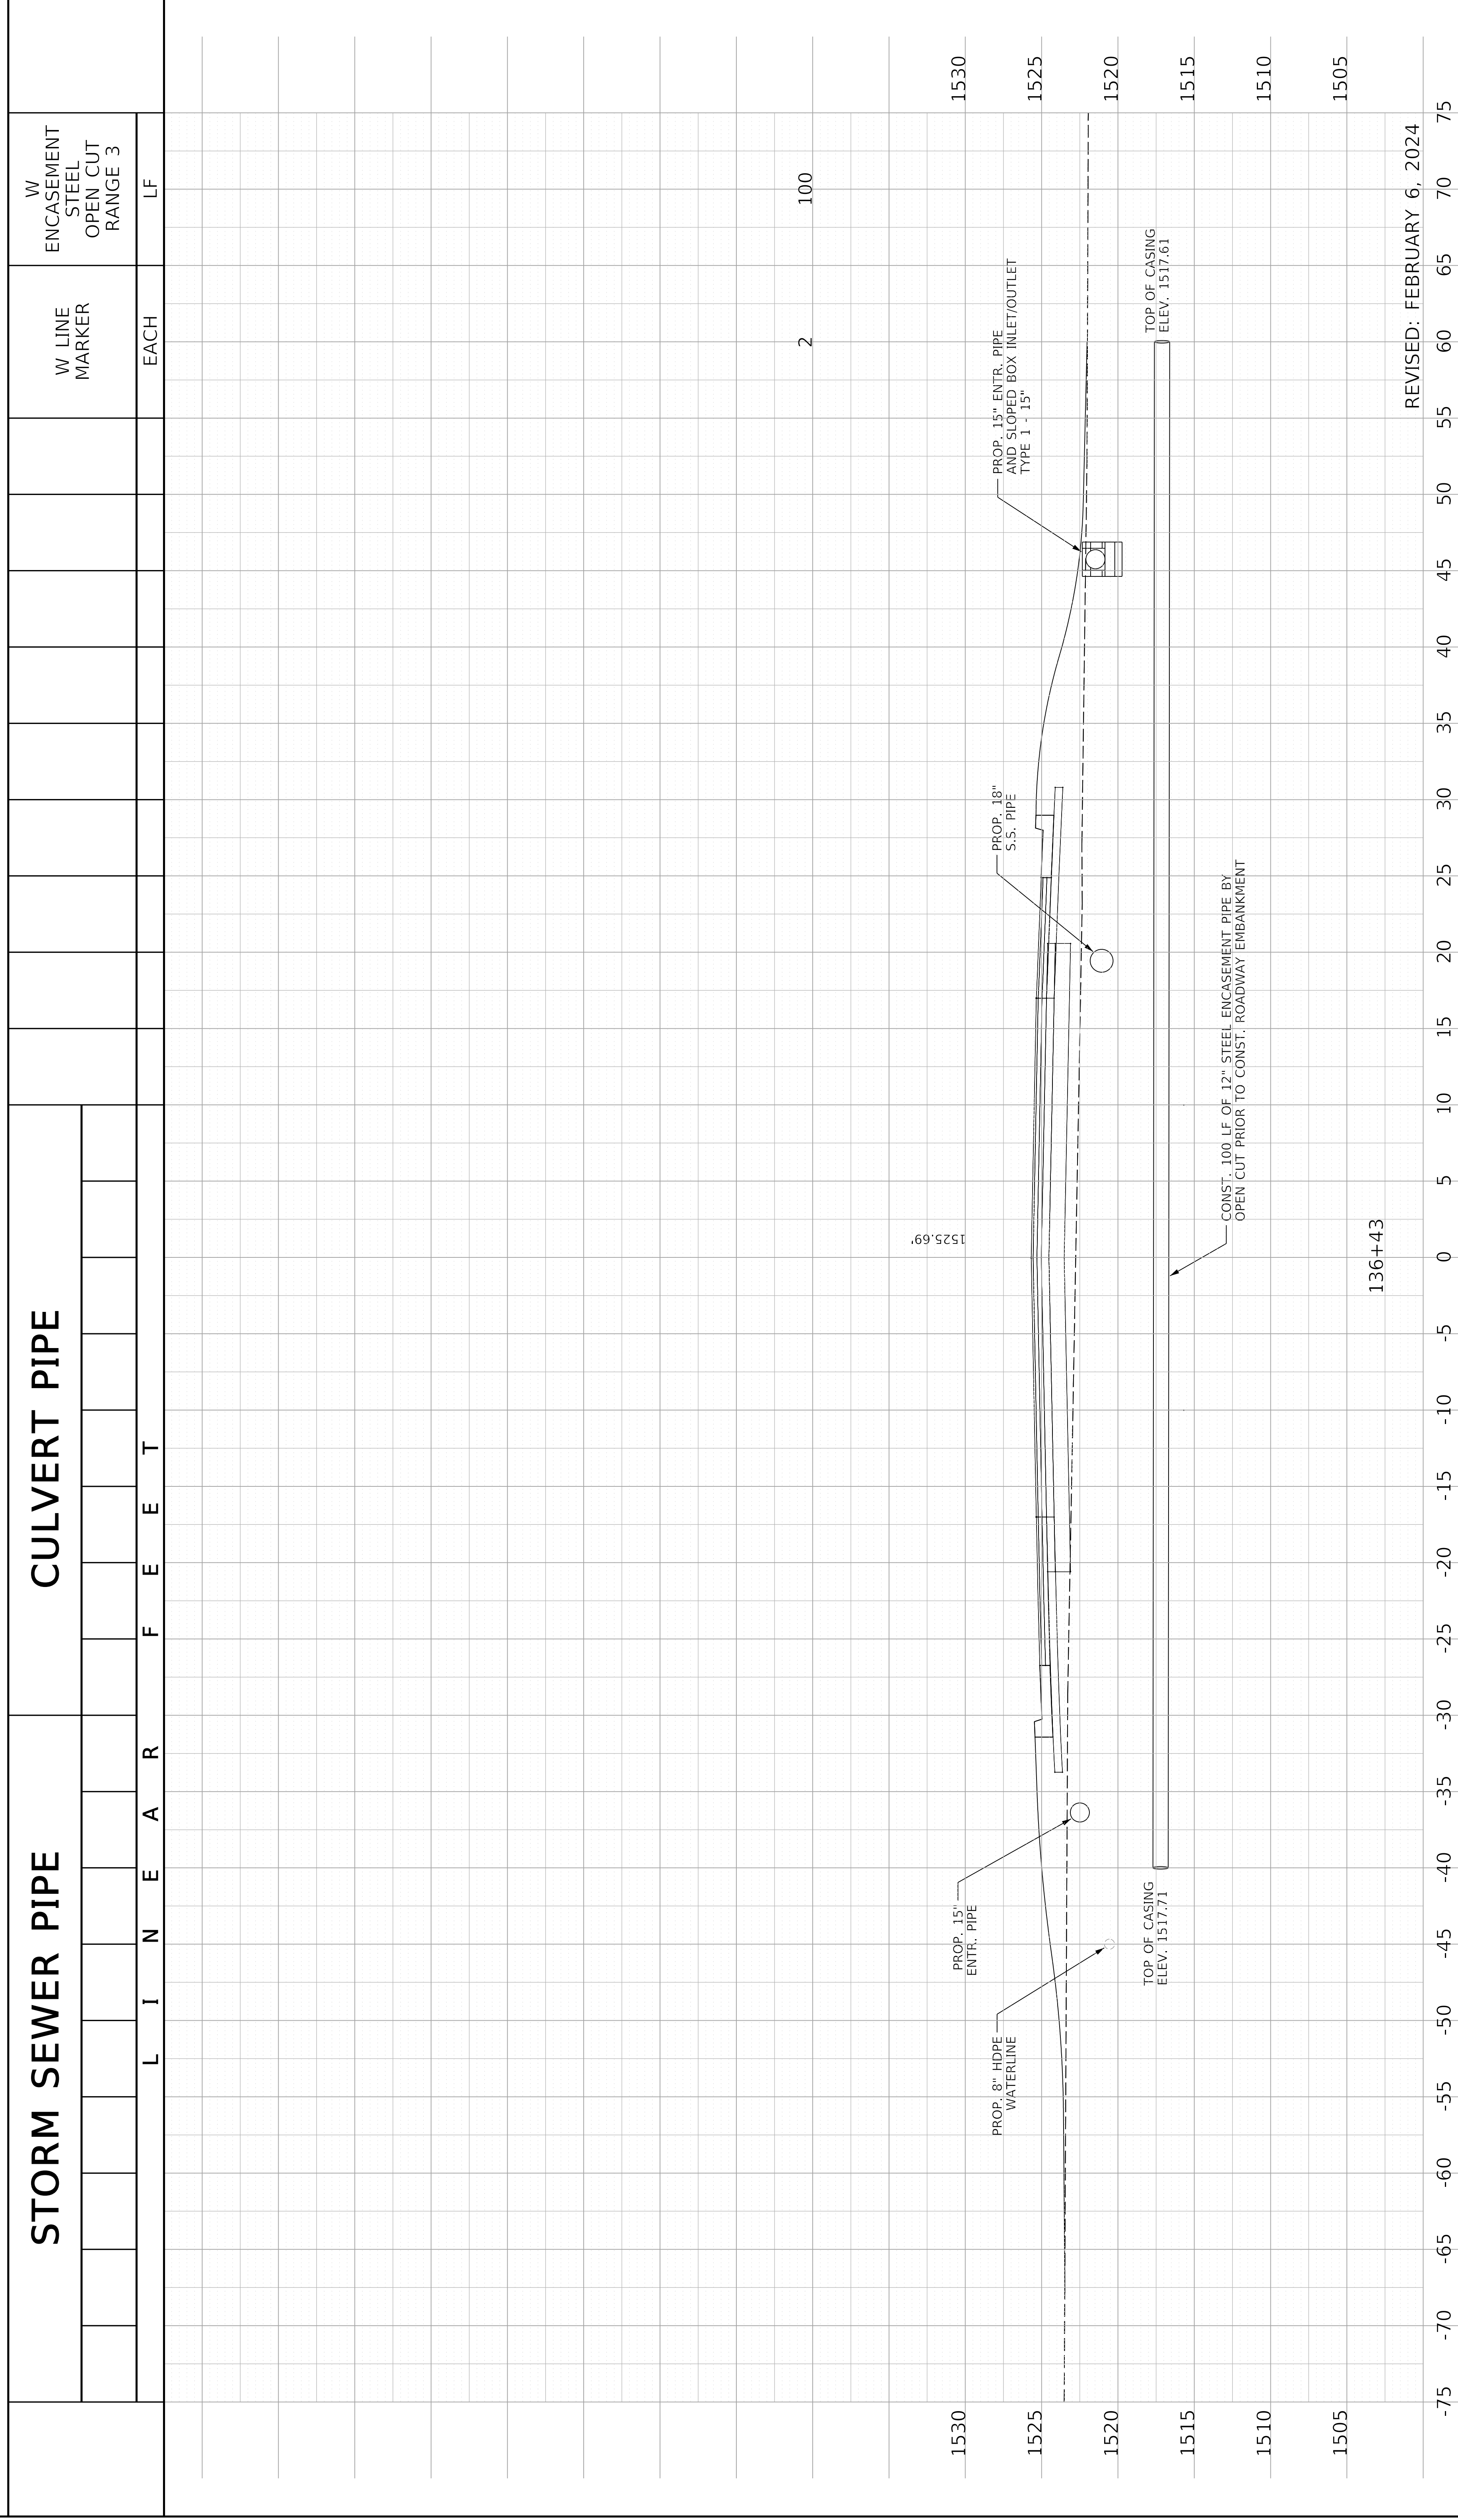 STORM SEWER PIPE
CULVERT PIPE
LINEAR FEET
W LINE
MARKER
EACH
W
ENCASEMENT
STEEL
OPEN CUT
RANGE 3
LF
2
100
1530
1530
1525
1525
1520
1520
1515
1515
1510
1510
1505
1505
1525.69'
PROP. 15"
ENTR. PIPE
PROP. 8" HDPE
WATERLINE
PROP. 18"
S.S. PIPE
PROP. 15" ENTR. PIPE
AND SLOPED BOX INLET/OUTLET
TYPE 1 - 15"
TOP OF CASING
ELEV. 1517.71
TOP OF CASING
ELEV. 1517.61
CONST. 100 LF OF 12" STEEL ENCASEMENT PIPE BY
OPEN CUT PRIOR TO CONST. ROADWAY EMBANKMENT
136+43
REVISED: FEBRUARY 6, 2024
-75 -70 -65 -60 -55 -50 -45 -40 -35 -30 -25 -20 -15 -10 -5 0 5 10 15 20 25 30 35 40 45 50 55 60 65 70 75